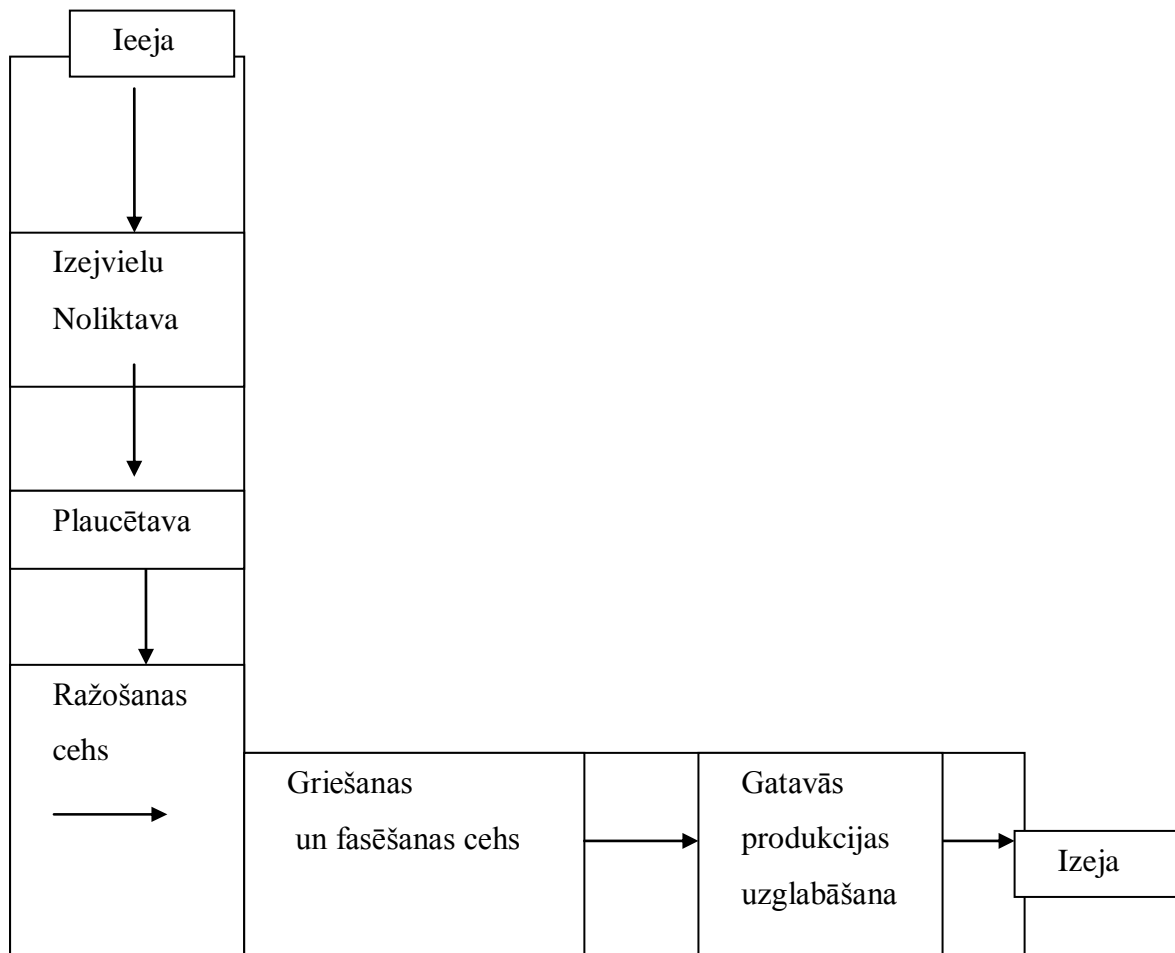 Ieeja
Izejvielu
Noliktava
Plaucētava
Ražošanas
cehs
Griešanas
un fasēšanas cehs
Gatavās
produkcijas
uzglabāšana
Izeja